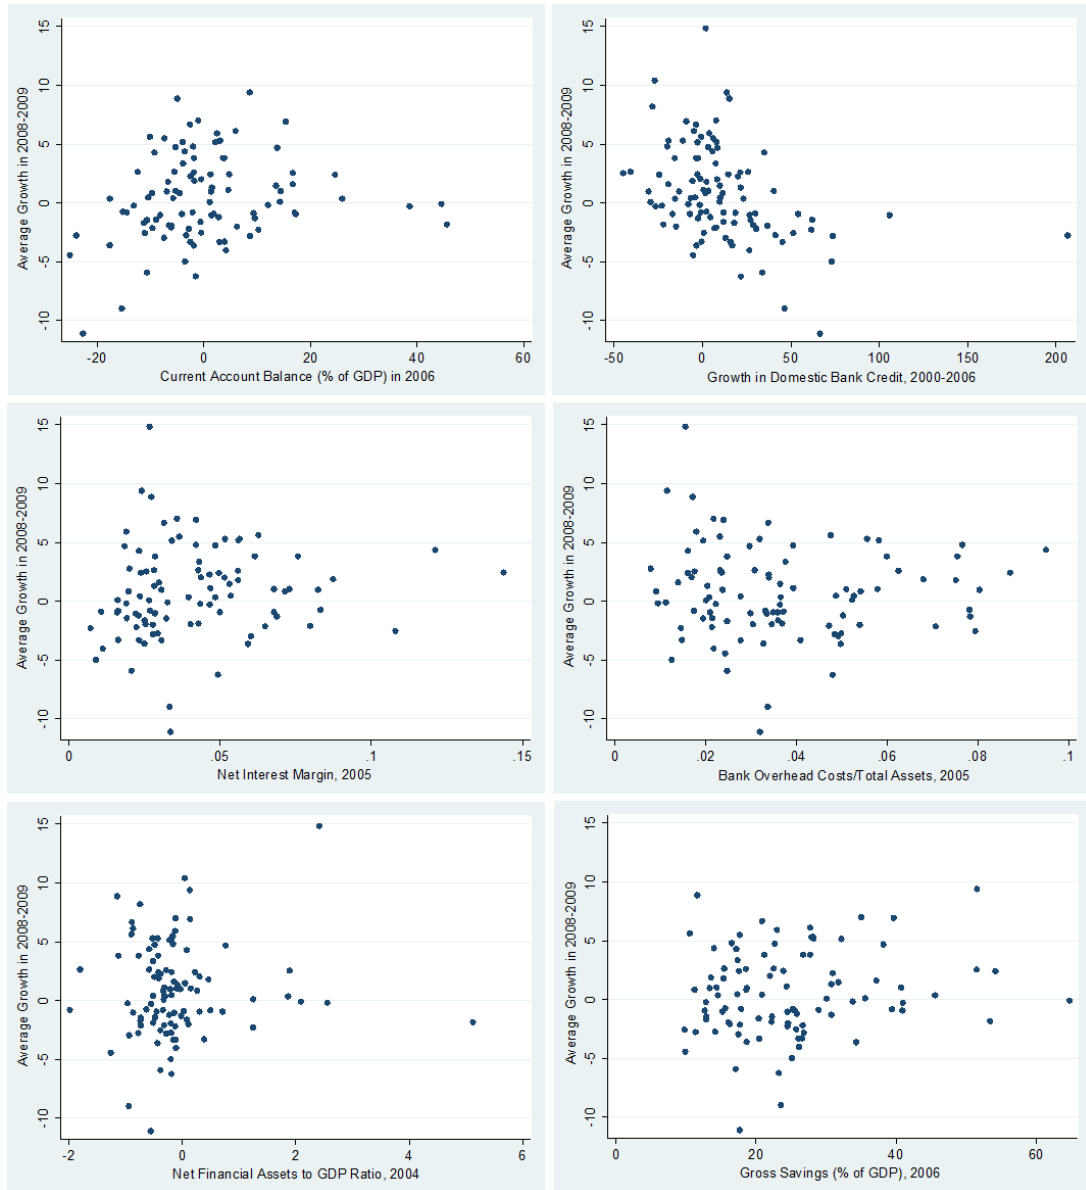 15
10
5
0
-5
-10
Average Growth in 2008-2009
-20 0 20 40 60
Current Account Balance (% of GDP) in 2006
15
10
5
0
-5
-10
Average Growth in 2008-2009
-50 0 50 100 150 200
Growth in Domestic Bank Credit, 2000-2006
15
10
5
0
-5
-10
Average Growth in 2008-2009
0 .05 .1 .15
Net Interest Margin, 2005
15
10
5
0
-5
-10
Average Growth in 2008-2009
0 .02 .04 .06 .08 .1
Bank Overhead Costs/Total Assets, 2005
15
10
5
0
-5
-10
Average Growth in 2008-2009
-2 0 2 4 6
Net Financial Assets to GDP Ratio, 2004
15
10
5
0
-5
-10
Average Growth in 2008-2009
0 20 40 60
Gross Savings (% of GDP), 2006